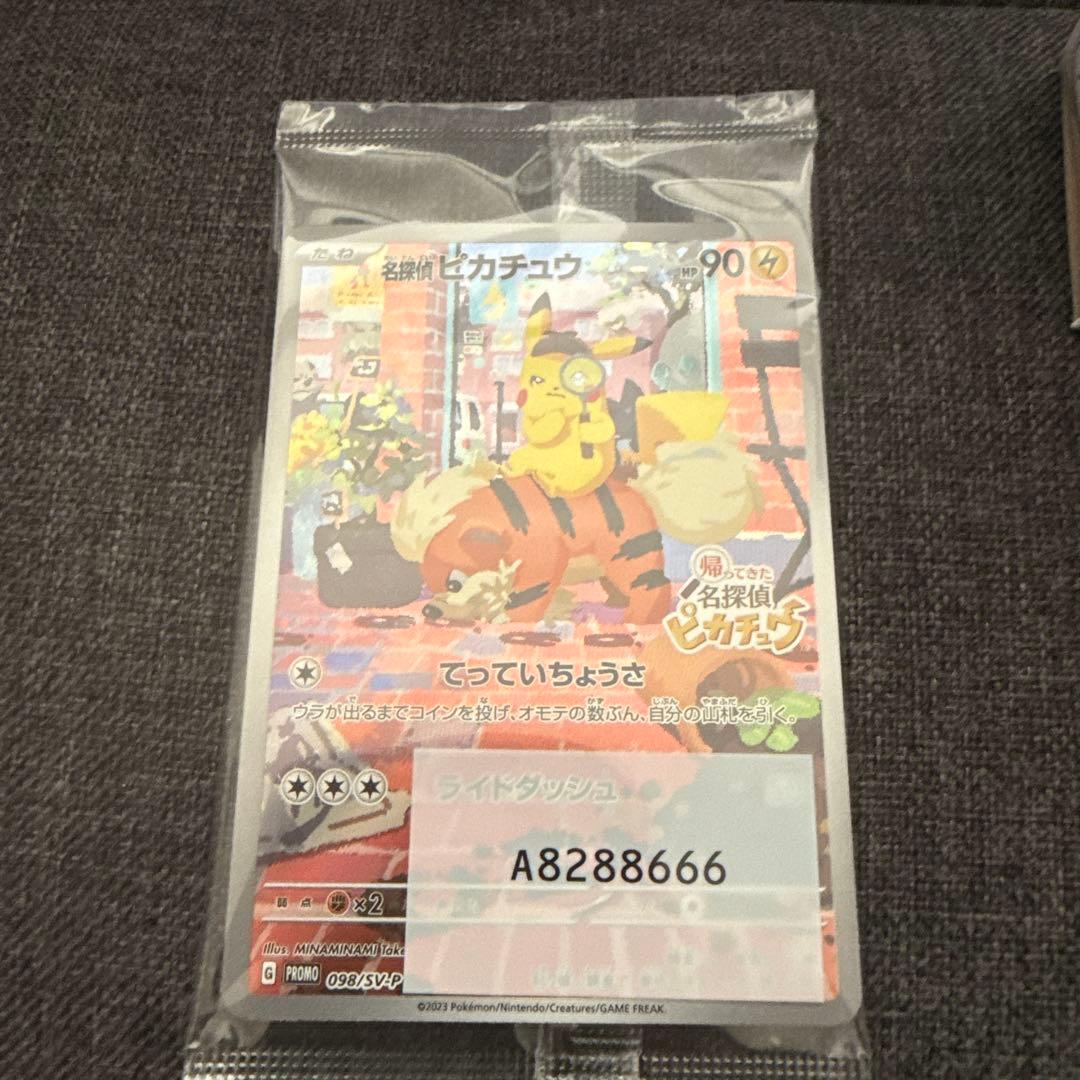 たね
名探偵ピカチュウ HP 90
帰ってきた
名探偵
ピカチュウ
てっていちょうさ
ウラが出るまでコインを投げ、オモテの数ぶん、自分の山札を引く。
ライドダッシュ
A8288666
弱点 ×2
Illus. MINAMINAMI Take
G PROMO 098/SV-P
©2023 Pokémon/Nintendo/Creatures/GAME FREAK.